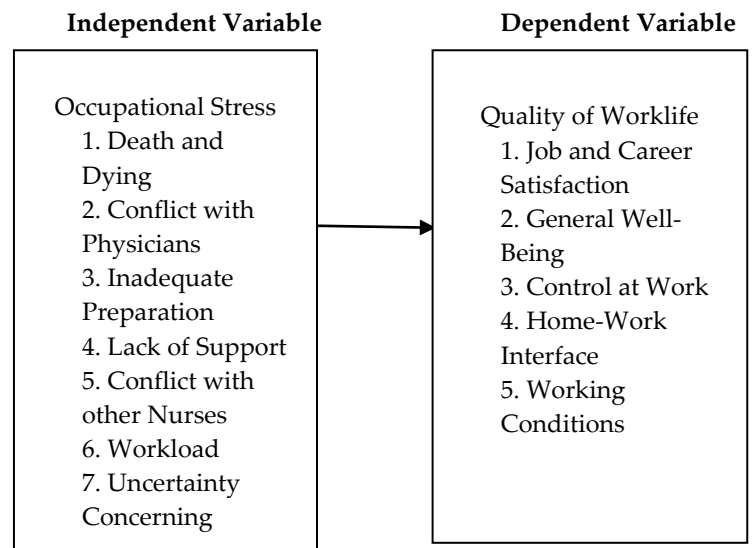 Independent Variable
Dependent Variable
Occupational Stress
1. Death and
Dying
2. Conflict with
Physicians
3. Inadequate
Preparation
4. Lack of Support
5. Conflict with
other Nurses
6. Workload
7. Uncertainty
Concerning
Quality of Worklife
1. Job and Career
Satisfaction
2. General Well-
Being
3. Control at Work
4. Home-Work
Interface
5. Working
Conditions